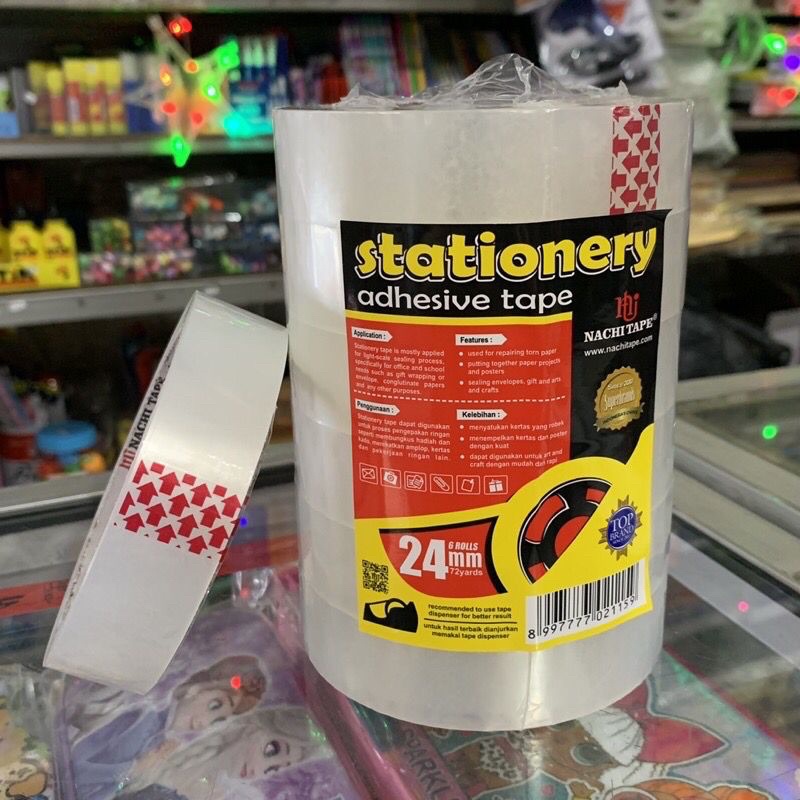 stationery
adhesive tape
nu
NACHI TAPE®
www.nachitape.com
Application :
Stationery tape is mostly applied
for light-scale sealing process,
specifically for office and school
needs such as gift wrapping or
envelope, conglutinate papers
and any other purposes.
Features :
used for repairing torn paper
putting together paper projects
and posters
sealing envelopes, gift and arts
and crafts
Superbrands
Penggunaan :
Stationery tape dapat digunakan
untuk proses pengepakan ringan
seperti membungkus hadiah dan
kado, merekatkan amplop, kertas
dan pekerjaan ringan lain.
Kelebihan :
menyatukan kertas yang robek
menempelkan kertas dan poster
dengan kuat
dapat digunakan untuk art and
craft dengan mudah dan rapi
24mm
6 ROLLS
72yards
TOP
BRAND
recommended to use tape
dispenser for better result
untuk hasil terbaik dianjurkan
memakai tape dispenser
8 997777 021159
NACHI TAPE
SPARKL